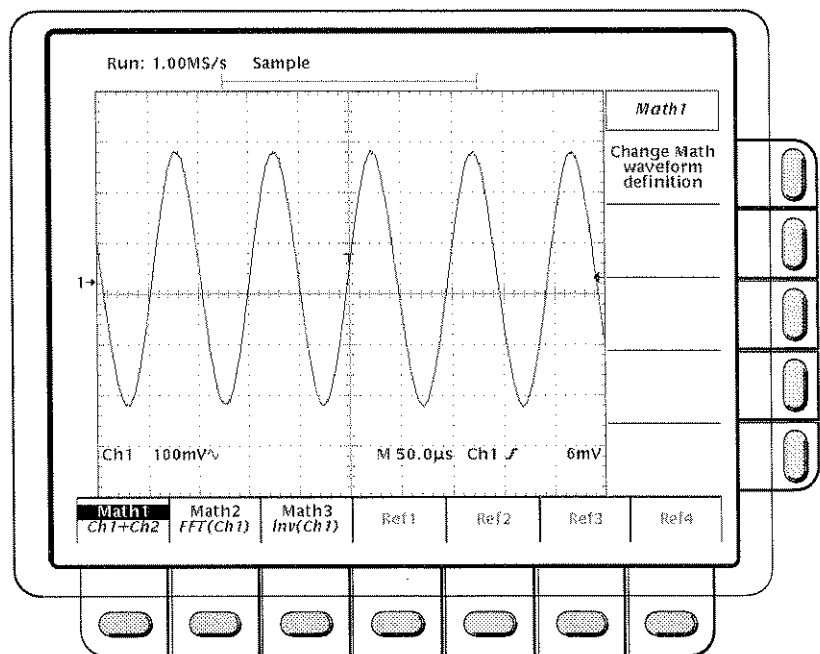 Run: 1.00MS/s Sample
Math1
Change Math
waveform
definition
T
1→
Ch1 100mV∿ M 50.0µs Ch1 ƒ 6mV
Math1 Math2 Math3 Ref1 Ref2 Ref3 Ref4
Ch1+Ch2 FFT(Ch1) Inv(Ch1)